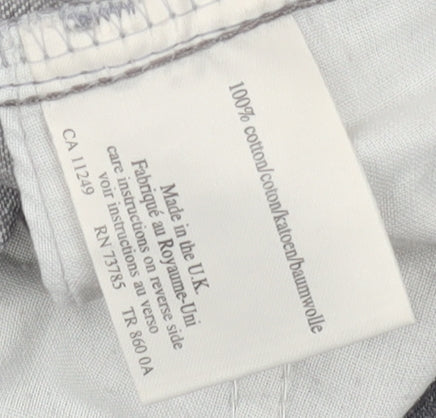 100% cotton/coton/katoen/baumwolle
Made in the U.K.
Fabriqué au Royaume-Uni
care instructions on reverse side
voir instructions au verso
CA 11249 RN 73785 TR 860 0A